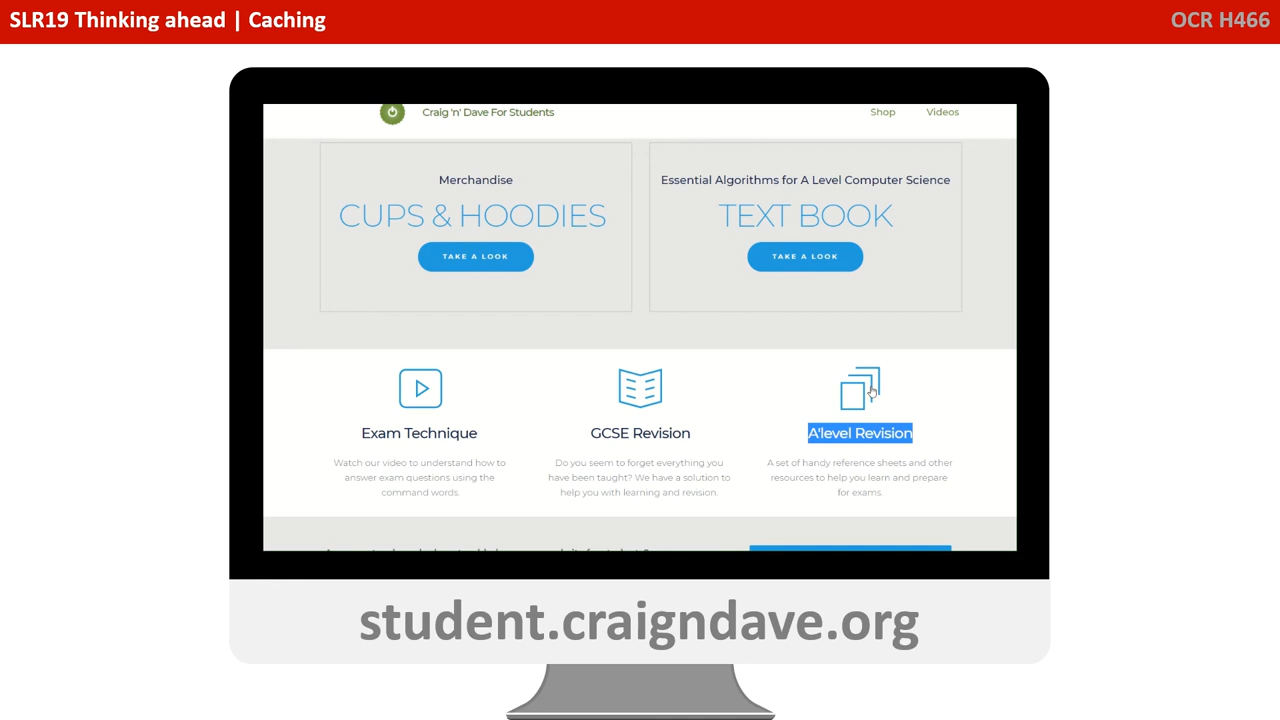 SLR19 Thinking ahead | Caching
OCR H466
Craig 'n' Dave For Students
Shop
Videos
Merchandise
CUPS & HOODIES
TAKE A LOOK
Essential Algorithms for A Level Computer Science
TEXT BOOK
TAKE A LOOK
Exam Technique
Watch our video to understand how to
answer exam questions using the
command words.
GCSE Revision
Do you seem to forget everything you
have been taught? We have a solution to
help you with learning and revision.
A'level Revision
A set of handy reference sheets and other
resources to help you learn and prepare
for exams.
student.craigndave.org